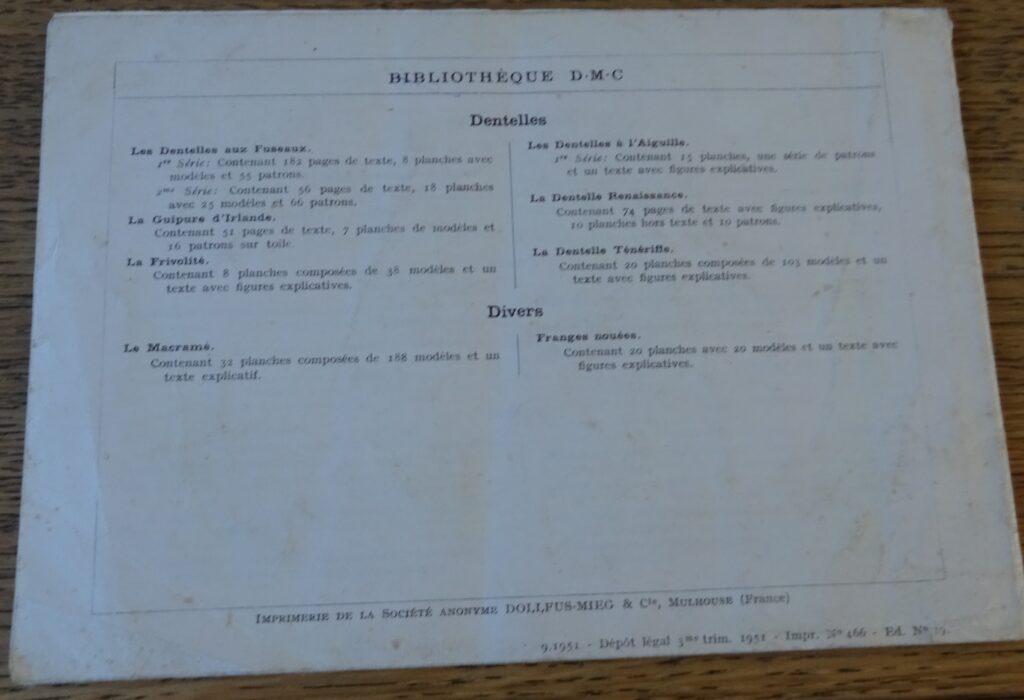 BIBLIOTHÈQUE D·M·C
Dentelles
Les Dentelles aux Fuseaux.
1re Série: Contenant 182 pages de texte, 8 planches avec
modèles et 55 patrons.
2me Série: Contenant 56 pages de texte, 18 planches
avec 25 modèles et 66 patrons.
La Guipure d'Irlande.
Contenant 51 pages de texte, 7 planches de modèles et
16 patrons sur toile.
La Frivolité.
Contenant 8 planches composées de 38 modèles et un
texte avec figures explicatives.
Les Dentelles à l'Aiguille.
1re Série: Contenant 15 planches, une série de patrons
et un texte avec figures explicatives.
La Dentelle Renaissance.
Contenant 74 pages de texte avec figures explicatives,
10 planches hors texte et 10 patrons.
La Dentelle Ténériffe.
Contenant 20 planches composées de 103 modèles et un
texte avec figures explicatives.
Divers
Le Macramé.
Contenant 32 planches composées de 188 modèles et un
texte explicatif.
Franges nouées.
Contenant 20 planches avec 20 modèles et un texte avec
figures explicatives.
IMPRIMERIE DE LA SOCIÉTÉ ANONYME DOLLFUS-MIEG & Cie, MULHOUSE (France)
9.1951 - Dépôt légal 3me trim. 1951 - Impr. No 466 - Ed. No 19.